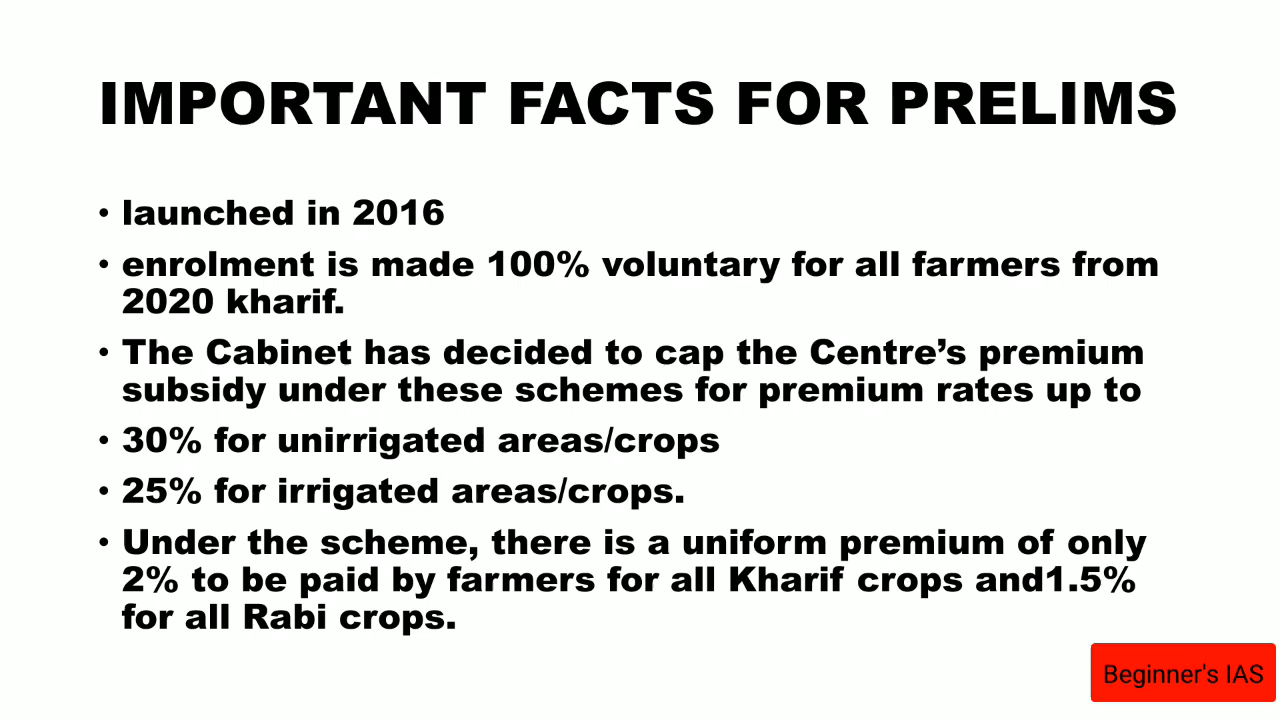 IMPORTANT FACTS FOR PRELIMS
• launched in 2016
• enrolment is made 100% voluntary for all farmers from
2020 kharif.
• The Cabinet has decided to cap the Centre’s premium
subsidy under these schemes for premium rates up to
• 30% for unirrigated areas/crops
• 25% for irrigated areas/crops.
• Under the scheme, there is a uniform premium of only
2% to be paid by farmers for all Kharif crops and1.5%
for all Rabi crops.
Beginner's IAS